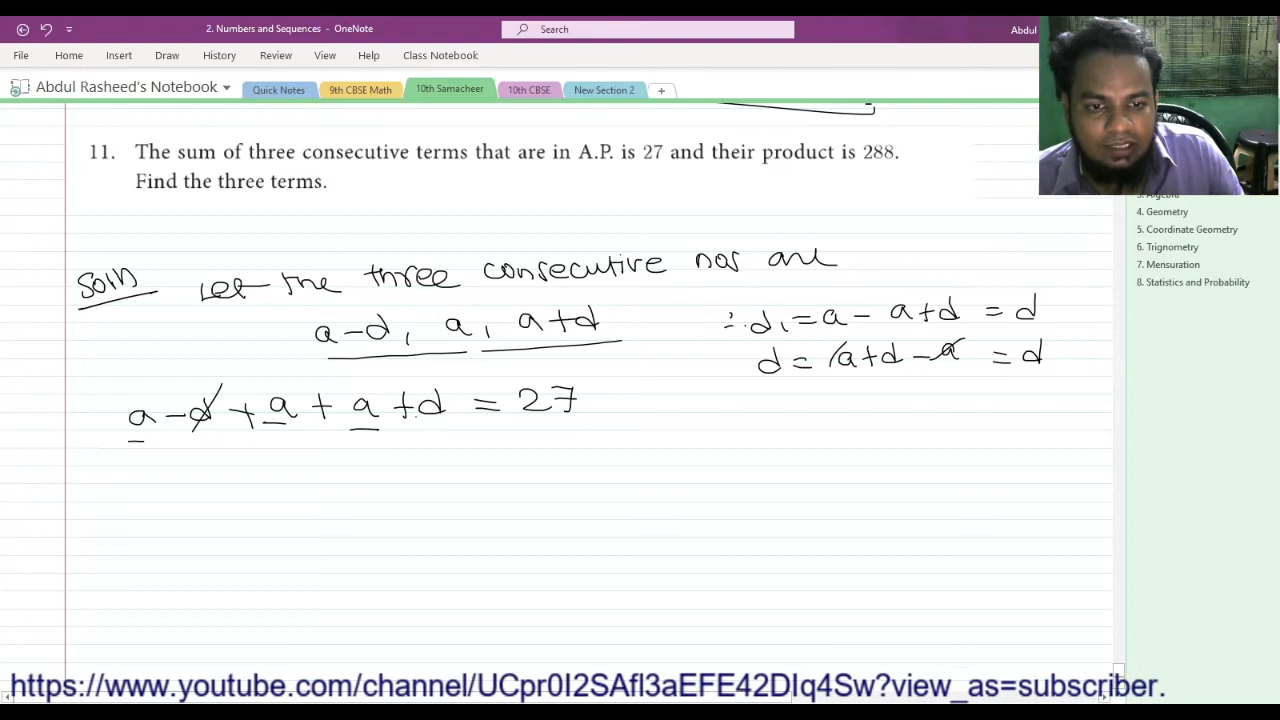 2. Numbers and Sequences - OneNote
Search
Abdul
File Home Insert Draw History Review View Help Class Notebook
Abdul Rasheed's Notebook
Quick Notes
9th CBSE Math
10th Samacheer
10th CBSE
New Section 2
11. The sum of three consecutive terms that are in A.P. is 27 and their product is 288.
Find the three terms.
Soln Let the three consecutive nos are
a-d, a, a+d
∴ d₁ = a - a+d = d
d = a+d-a = d
a-d + a + a +d = 27
3. Algebra
4. Geometry
5. Coordinate Geometry
6. Trignometry
7. Mensuration
8. Statistics and Probability
https://www.youtube.com/channel/UCpr0I2SAfI3aEFE42DIq4Sw?view_as=subscriber.